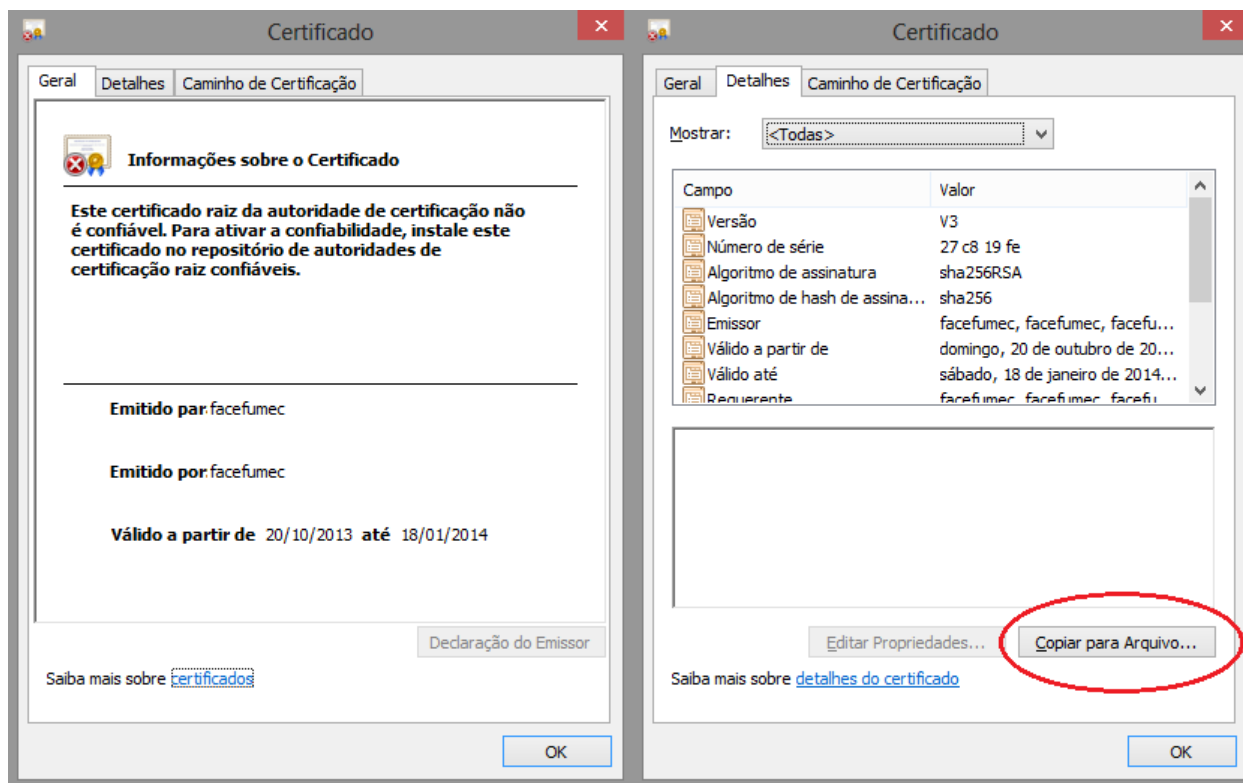 Certificado
Geral
Detalhes
Caminho de Certificação
Informações sobre o Certificado
Este certificado raiz da autoridade de certificação não
é confiável. Para ativar a confiabilidade, instale este
certificado no repositório de autoridades de
certificação raiz confiáveis.
Emitido par facefumec
Emitido por facefumec
Válido a partir de 20/10/2013 até 18/01/2014
Declaração do Emissor
Saiba mais sobre certificados
OK
Certificado
Geral
Detalhes
Caminho de Certificação
Mostrar: <Todas>
Campo Valor
Versão V3
Número de série 27 c8 19 fe
Algoritmo de assinatura sha256RSA
Algoritmo de hash de assina... sha256
Emissor facefumec, facefumec, facefu...
Válido a partir de domingo, 20 de outubro de 20...
Válido até sábado, 18 de janeiro de 2014...
Requerente facefumec, facefumec, facefu
Editar Propriedades...
Copiar para Arquivo...
Saiba mais sobre detalhes do certificado
OK